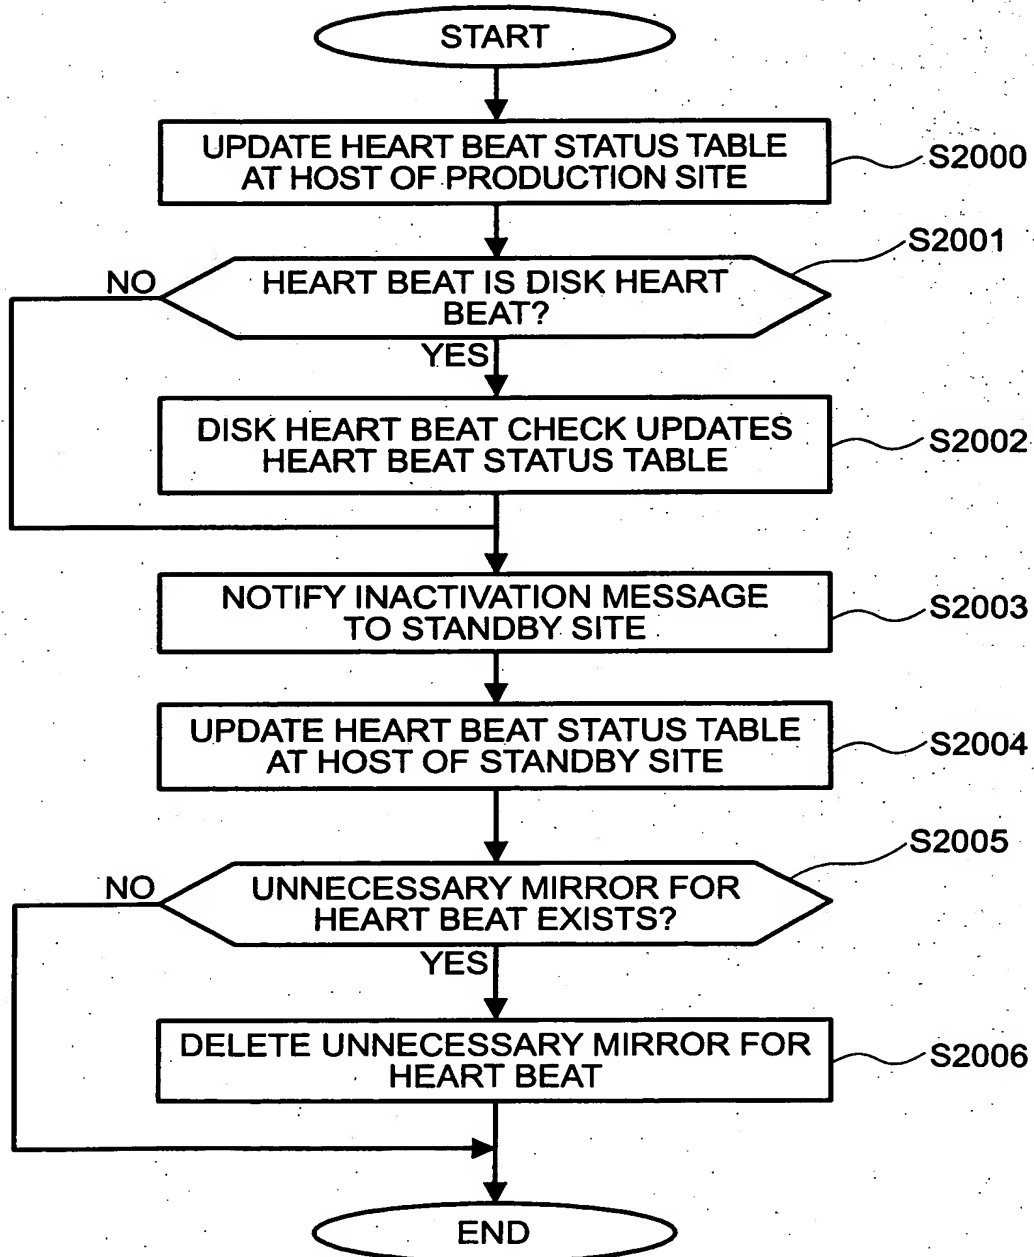 START
UPDATE HEART BEAT STATUS TABLE
AT HOST OF PRODUCTION SITE
S2000
S2001
NO
HEART BEAT IS DISK HEART
BEAT?
YES
DISK HEART BEAT CHECK UPDATES
HEART BEAT STATUS TABLE
S2002
NOTIFY INACTIVATION MESSAGE
TO STANDBY SITE
S2003
UPDATE HEART BEAT STATUS TABLE
AT HOST OF STANDBY SITE
S2004
S2005
NO
UNNECESSARY MIRROR FOR
HEART BEAT EXISTS?
YES
DELETE UNNECESSARY MIRROR FOR
HEART BEAT
S2006
END